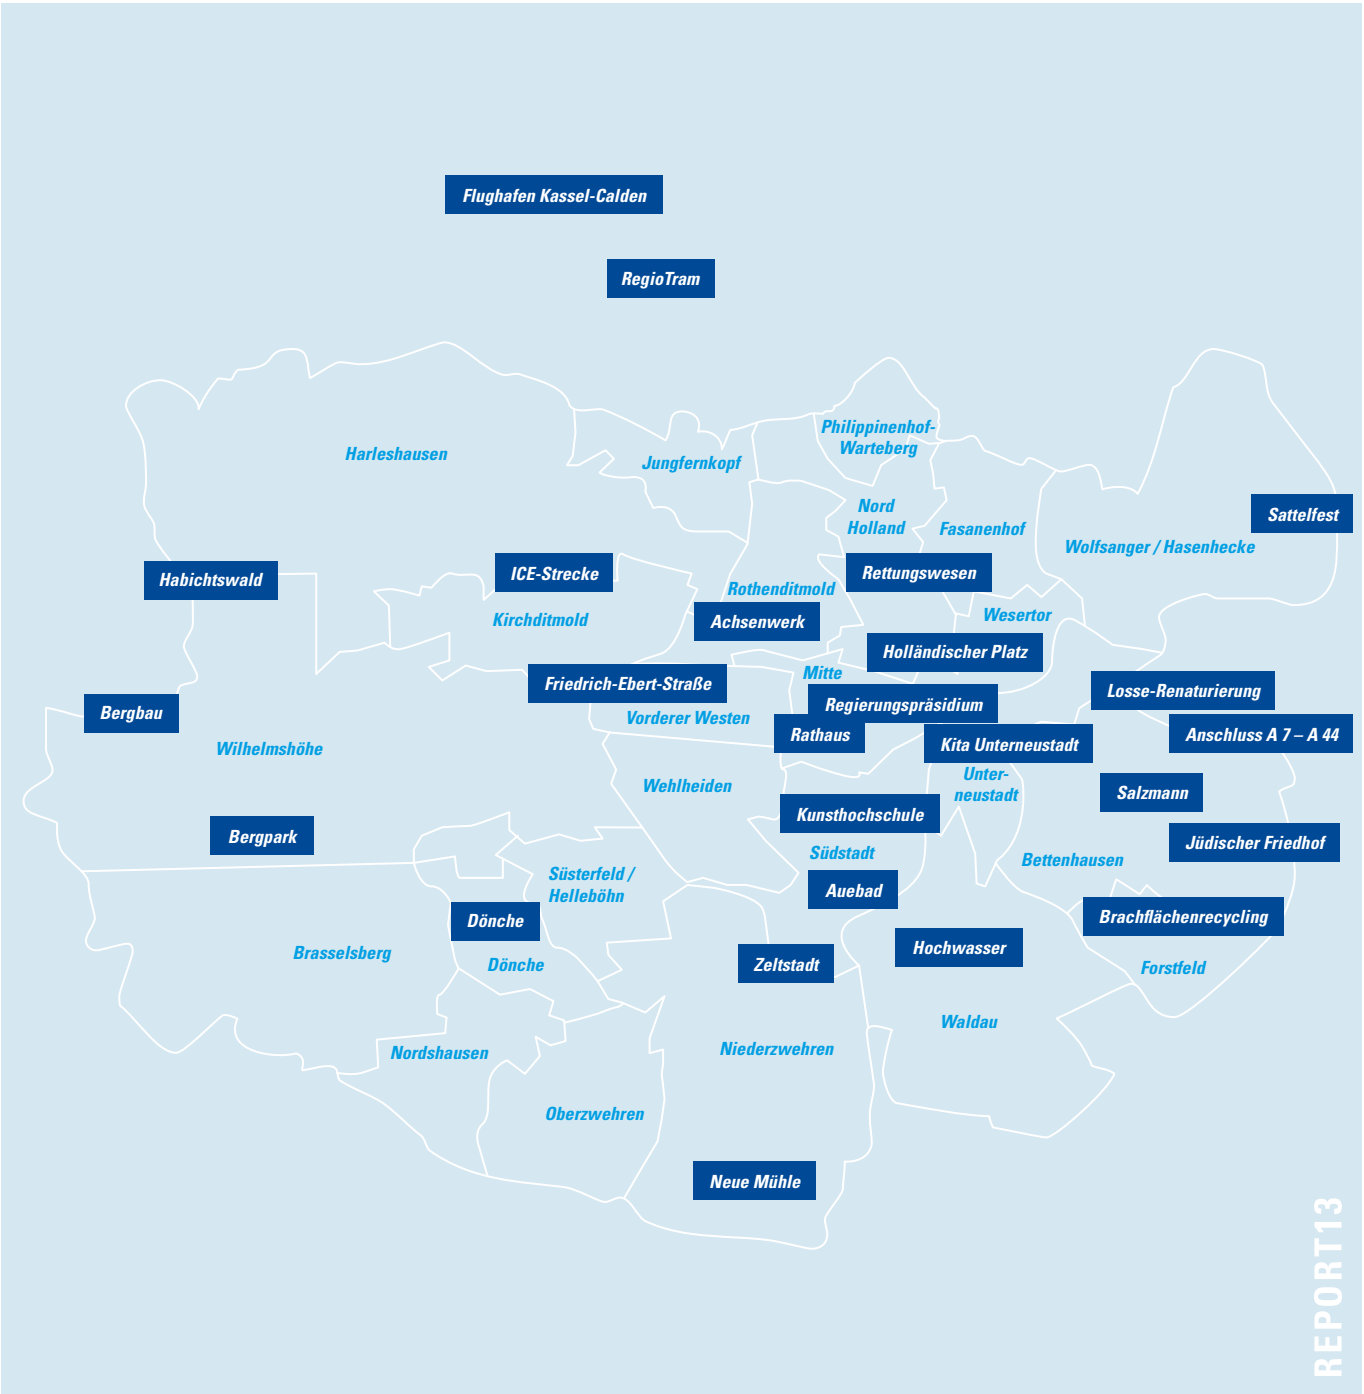 Flughafen Kassel-Calden
RegioTram
Philippinenhof-
Warteberg
Harleshausen
Jungfernkopf
Nord
Holland
Sattelfest
Fasanenhof
Wolfsanger / Hasenhecke
Habichtswald
ICE-Strecke
Rettungswesen
Rothenditmold
Kirchditmold
Achsenwerk
Wesertor
Holländischer Platz
Mitte
Friedrich-Ebert-Straße
Losse-Renaturierung
Regierungspräsidium
Bergbau
Vorderer Westen
Rathaus
Anschluss A 7 – A 44
Kita Unterneustadt
Wilhelmshöhe
Unter-
neustadt
Wehlheiden
Salzmann
Kunsthochschule
Bergpark
Jüdischer Friedhof
Südstadt
Bettenhausen
Süsterfeld /
Helleböhn
Auebad
Brachflächenrecycling
Dönche
Hochwasser
Brasselsberg
Dönche
Zeltstadt
Forstfeld
Waldau
Niederzwehren
Nordshausen
Oberzwehren
Neue Mühle
REPORT13